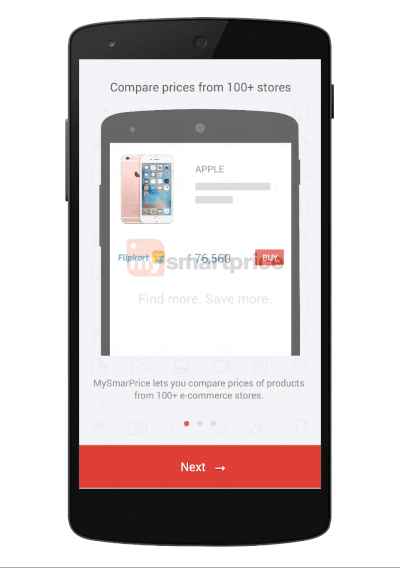 Compare prices from 100+ stores
APPLE
Flipkart ₹ 76,560 BUY
mysmartprice
Find more. Save more.
MySmarPrice lets you compare prices of products
from 100+ e-commerce stores.
Next →